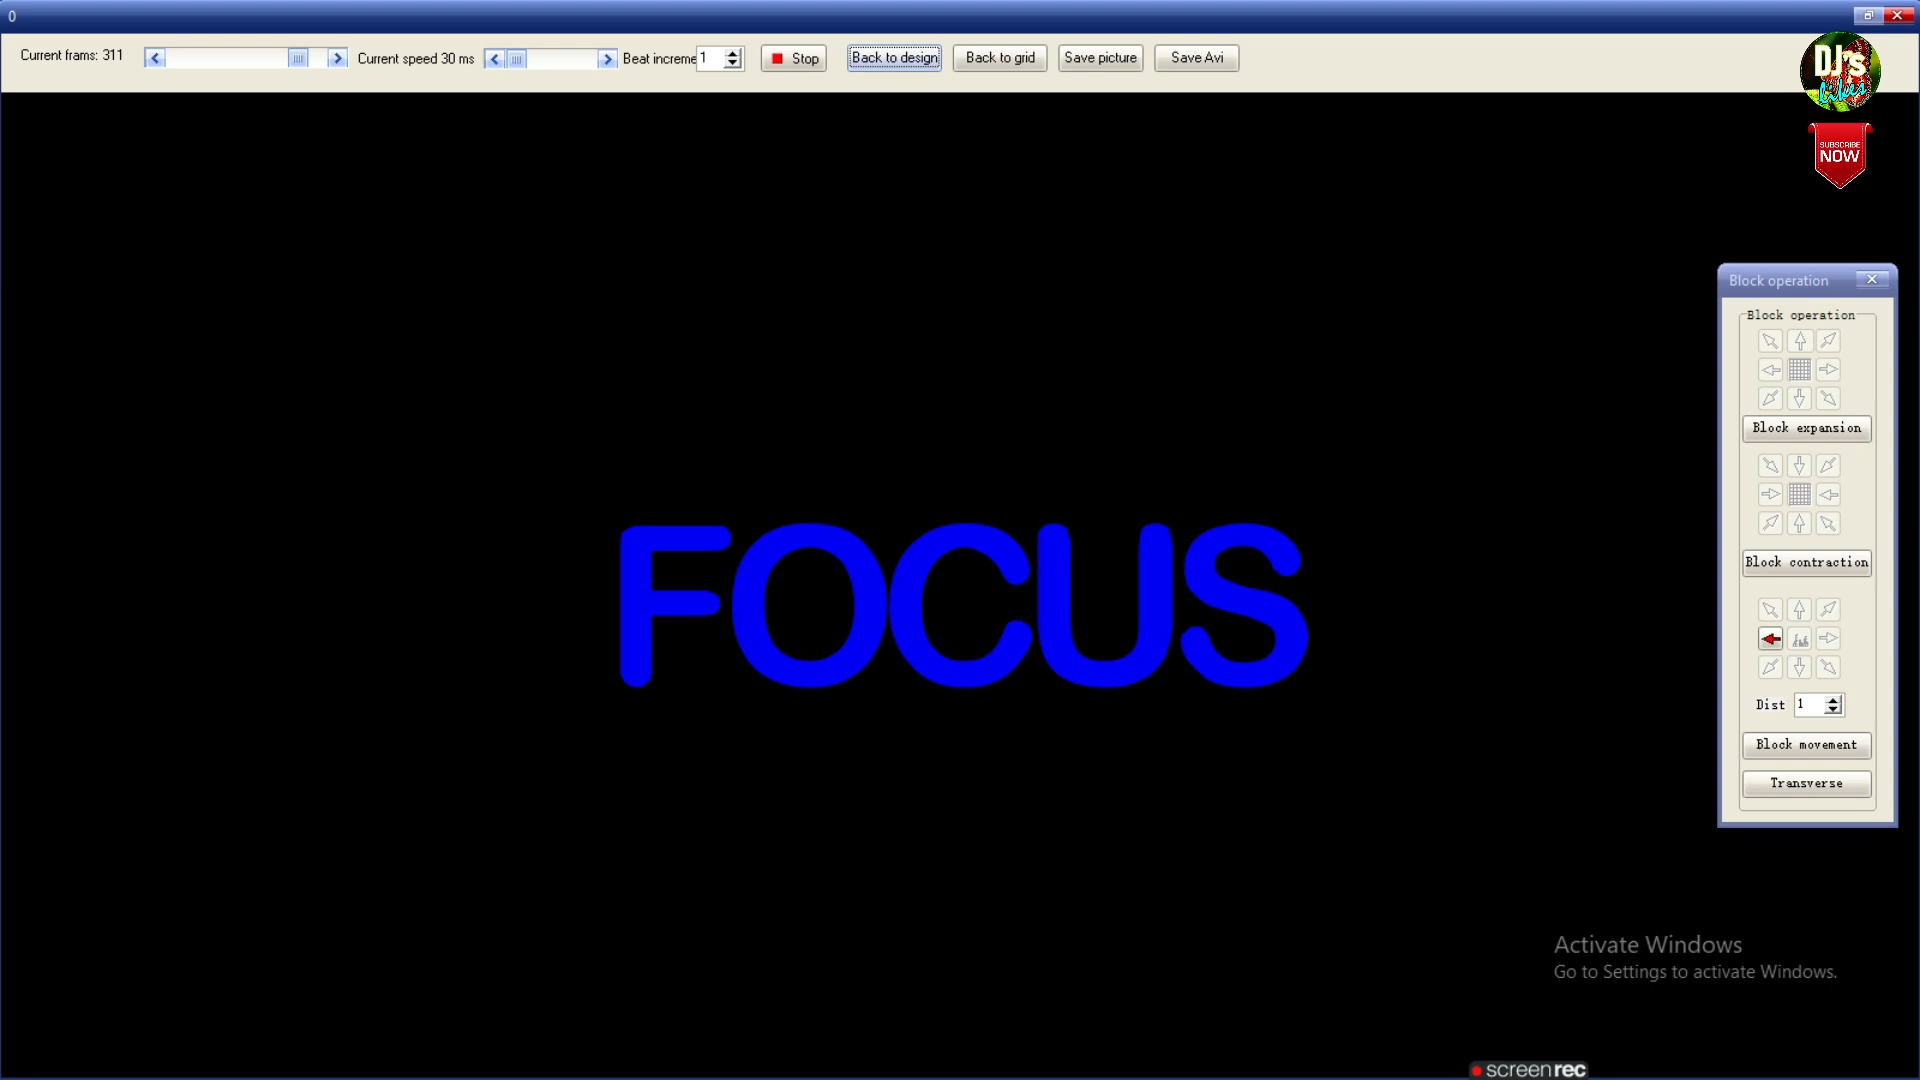 0
Current frams: 311
Current speed 30 ms
Beat increme
1
Stop
Back to design
Back to grid
Save picture
Save Avi
DJ's
likes
SUBSCRIBE
NOW
Block operation
Block operation
Block expansion
Block contraction
Dist 1
Block movement
Transverse
FOCUS
Activate Windows
Go to Settings to activate Windows.
screenrec